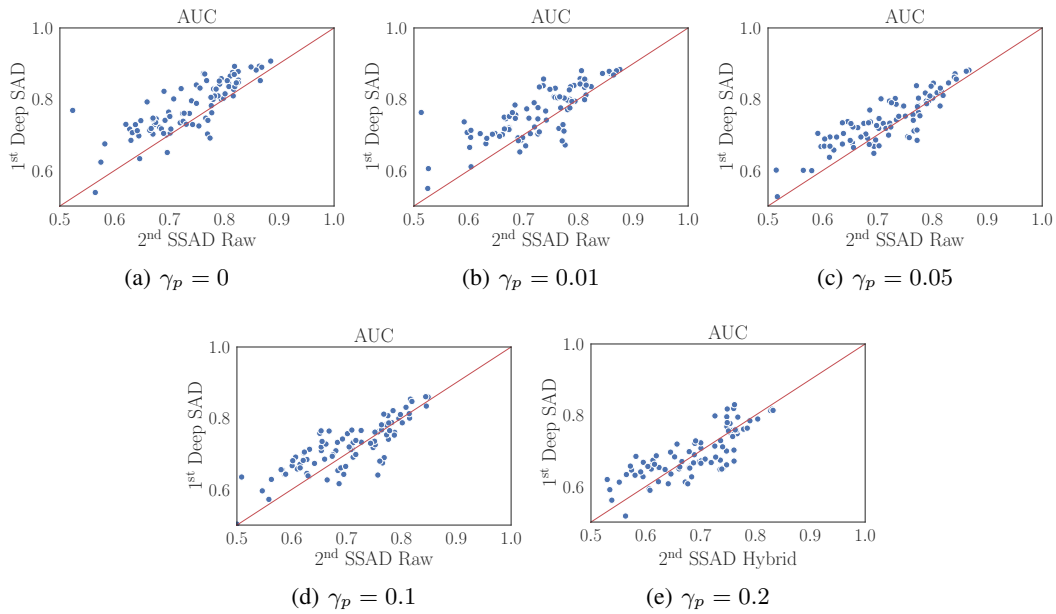 AUC
AUC
AUC
1.0
0.8
0.6
1st Deep SAD
0.5 0.6 0.7 0.8 0.9 1.0
2nd SSAD Raw
(a) γp = 0
1.0
0.8
0.6
1st Deep SAD
0.5 0.6 0.7 0.8 0.9 1.0
2nd SSAD Raw
(b) γp = 0.01
1.0
0.8
0.6
1st Deep SAD
0.5 0.6 0.7 0.8 0.9 1.0
2nd SSAD Raw
(c) γp = 0.05
AUC
1.0
0.8
0.6
1st Deep SAD
0.5 0.6 0.7 0.8 0.9 1.0
2nd SSAD Raw
(d) γp = 0.1
AUC
1.0
0.8
0.6
1st Deep SAD
0.5 0.6 0.7 0.8 0.9 1.0
2nd SSAD Hybrid
(e) γp = 0.2